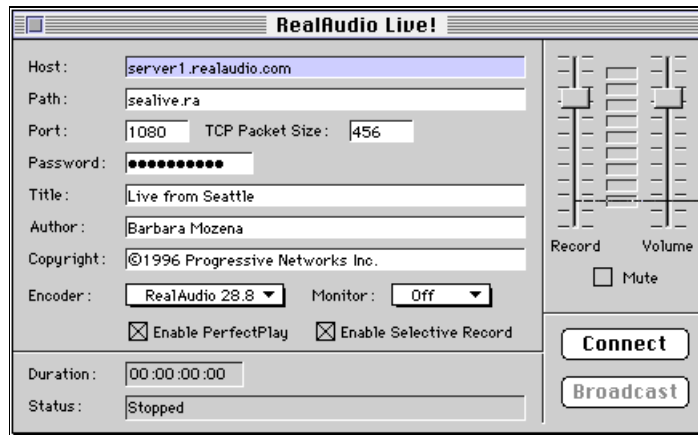 RealAudio Live!
Host: server1.realaudio.com
Path: sealive.ra
Port: 1080 TCP Packet Size: 456
Password: ●●●●●●●●●●
Title: Live from Seattle
Author: Barbara Mozena
Copyright: ©1996 Progressive Networks Inc.
Encoder: RealAudio 28.8 Monitor: Off
Enable PerfectPlay Enable Selective Record
Duration: 00:00:00:00
Status: Stopped
Record Volume
Mute
Connect
Broadcast